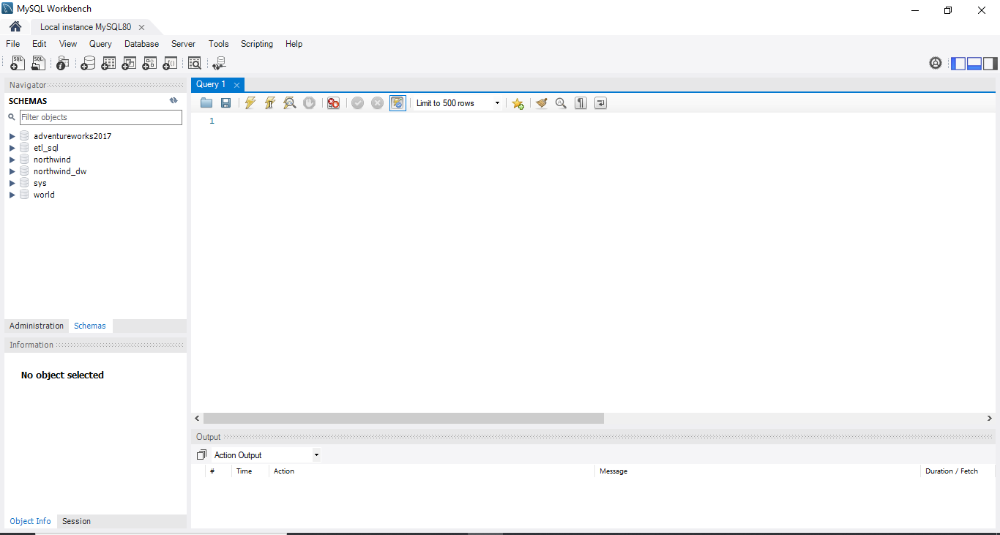 MySQL Workbench
Local instance MySQL80
File Edit View Query Database Server Tools Scripting Help
SQL SQL
Navigator
SCHEMAS
Filter objects
adventureworks2017
etl_sql
northwind
northwind_dw
sys
world
Administration Schemas
Information
No object selected
Object Info Session
Query 1
Limit to 500 rows
1
Output
Action Output
# Time Action Message Duration / Fetch